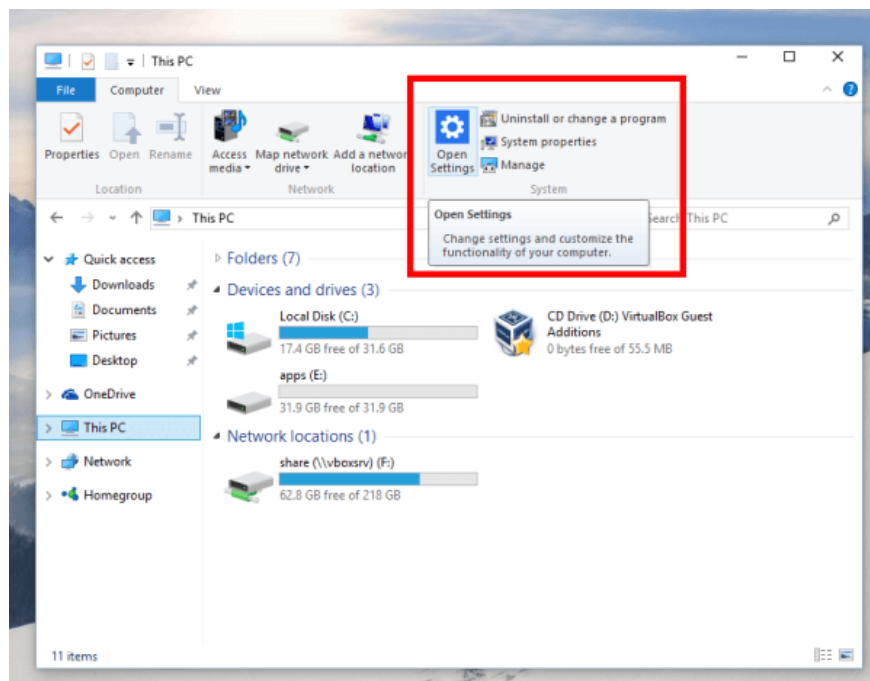 This PC
File Computer View
Properties Open Rename
Access media
Map network drive
Add a networ
location
Open Settings
Uninstall or change a program
System properties
Manage
Location Network System
This PC
Search This PC
Open Settings
Change settings and customize the
functionality of your computer.
Quick access
Downloads
Documents
Pictures
Desktop
OneDrive
This PC
Network
Homegroup
Folders (7)
Devices and drives (3)
Local Disk (C:)
17.4 GB free of 31.6 GB
CD Drive (D:) VirtualBox Guest
Additions
0 bytes free of 55.5 MB
apps (E:)
31.9 GB free of 31.9 GB
Network locations (1)
share (\\vboxsrv) (F:)
62.8 GB free of 218 GB
11 items